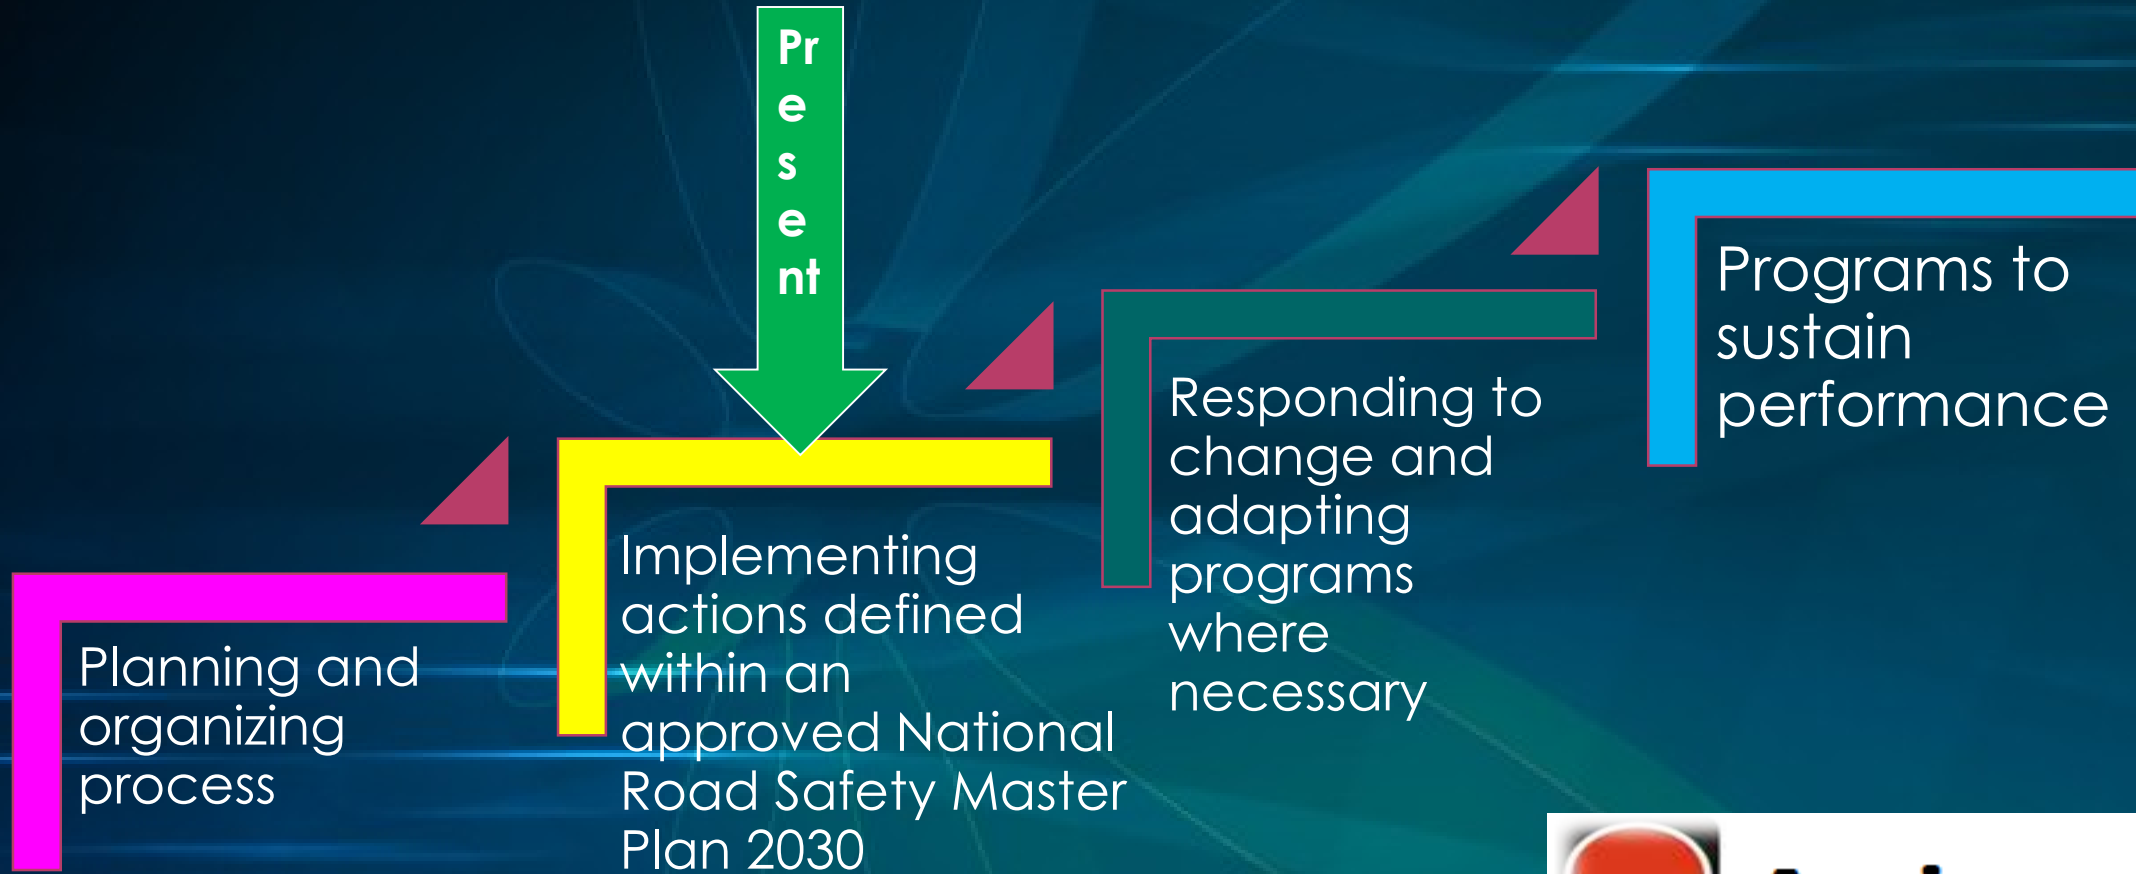 Pr
e
s
e
nt
Planning and
organizing
process
Implementing
actions defined
within an
approved National
Road Safety Master
Plan 2030
Responding to
change and
adapting
programs
where
necessary
Programs to
sustain
performance